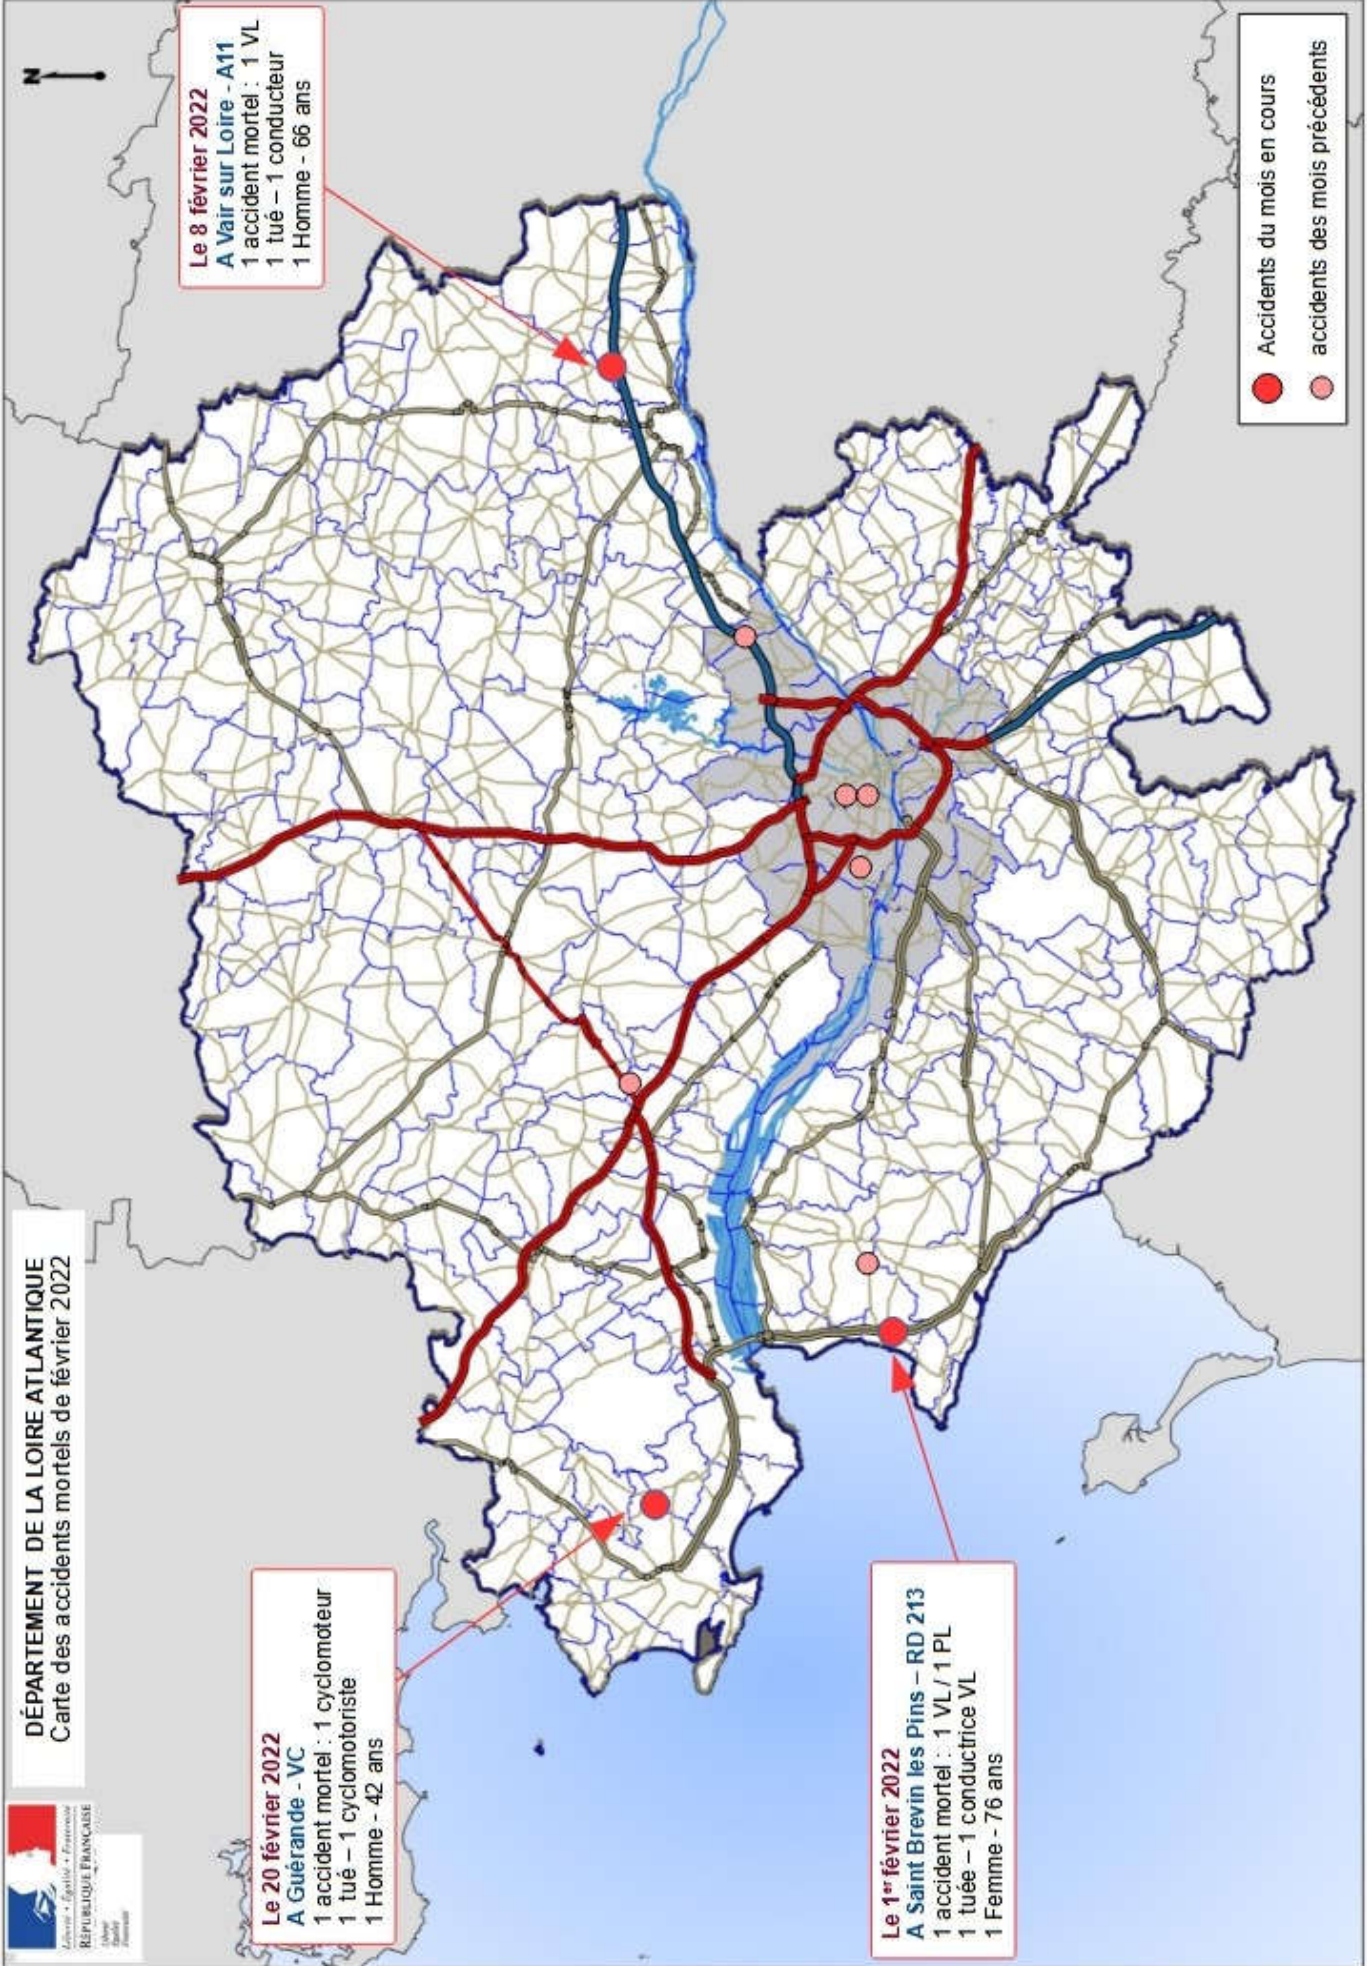 Liberté • Égalité • Fraternité
RÉPUBLIQUE FRANÇAISE
DÉPARTEMENT DE LA LOIRE ATLANTIQUE
Carte des accidents mortels de février 2022
N
Le 20 février 2022
A Guérande - VC
1 accident mortel : 1 cyclomoteur
1 tué – 1 cyclomotoriste
1 Homme - 42 ans
Le 8 février 2022
A Vair sur Loire - A11
1 accident mortel : 1 VL
1 tué – 1 conducteur
1 Homme - 66 ans
Le 1er février 2022
A Saint Brevin les Pins – RD 213
1 accident mortel : 1 VL / 1 PL
1 tuée – 1 conductrice VL
1 Femme - 76 ans
Accidents du mois en cours
accidents des mois précédents